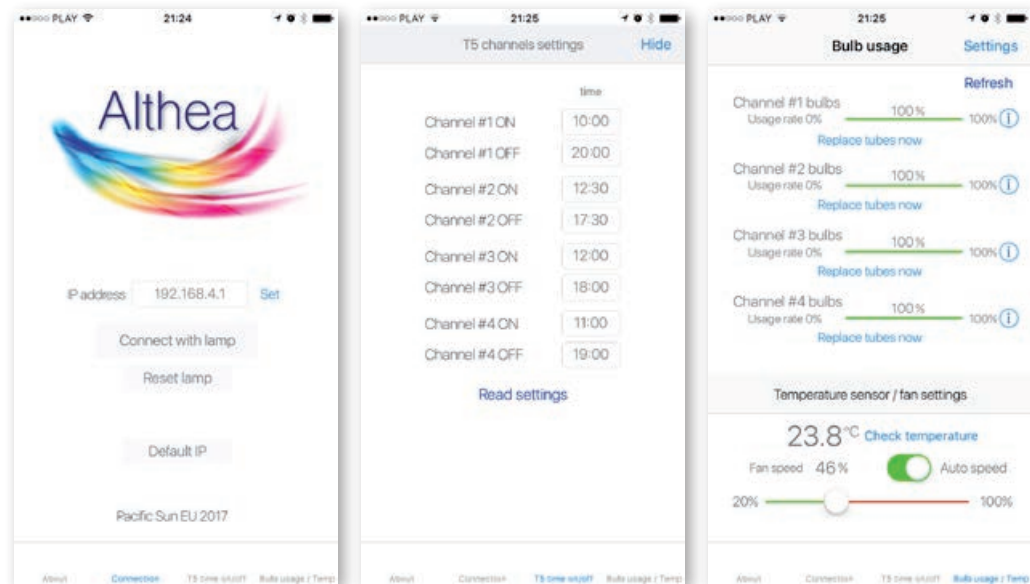 PLAY 21:24
Althea
IP address 192.168.4.1 Set
Connect with lamp
Reset lamp
Default IP
Pacific Sun EU 2017
About Connection T5 time on/off Bulb usage / Temp
PLAY 21:25
T5 channels settings Hide
time
Channel #1 ON 10:00
Channel #1 OFF 20:00
Channel #2 ON 12:30
Channel #2 OFF 17:30
Channel #3 ON 12:00
Channel #3 OFF 18:00
Channel #4 ON 11:00
Channel #4 OFF 19:00
Read settings
About Connection T5 time on/off Bulb usage / Temp
PLAY 21:25
Bulb usage Settings
Refresh
Channel #1 bulbs 100%
Usage rate 0% 100% i
Replace tubes now
Channel #2 bulbs 100%
Usage rate 0% 100% i
Replace tubes now
Channel #3 bulbs 100%
Usage rate 0% 100% i
Replace tubes now
Channel #4 bulbs 100%
Usage rate 0% 100% i
Replace tubes now
Temperature sensor / fan settings
23.8°C Check temperature
Fan speed 46% Auto speed
20% 100%
About Connection T5 time on/off Bulb usage / Temp